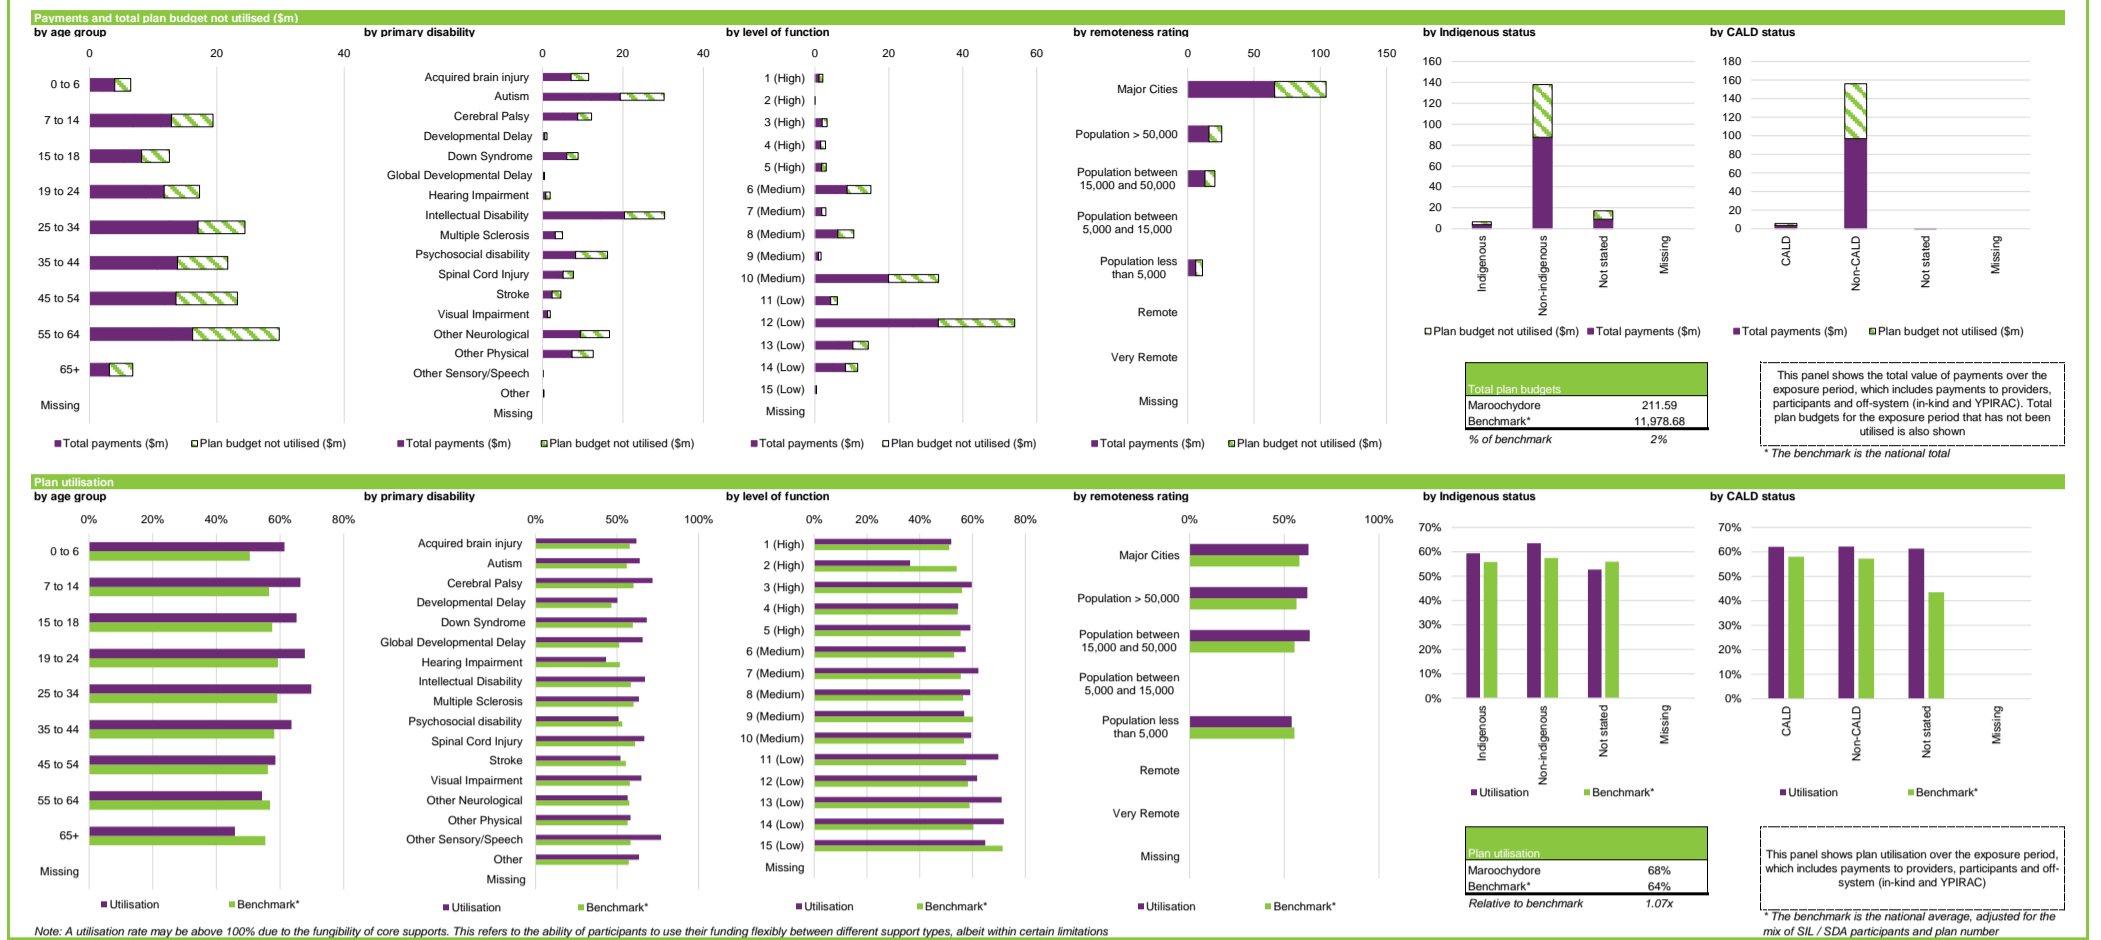 Payments and total plan budget not utilised ($m)
by age group
0 20 40
0 to 6
7 to 14
15 to 18
19 to 24
25 to 34
35 to 44
45 to 54
55 to 64
65+
Missing
Total payments ($m) Plan budget not utilised ($m)
by primary disability
0 20 40
Acquired brain injury
Autism
Cerebral Palsy
Developmental Delay
Down Syndrome
Global Developmental Delay
Hearing Impairment
Intellectual Disability
Multiple Sclerosis
Psychosocial disability
Spinal Cord Injury
Stroke
Visual Impairment
Other Neurological
Other Physical
Other Sensory/Speech
Other
Missing
Total payments ($m) Plan budget not utilised ($m)
by level of function
0 20 40 60
1 (High)
2 (High)
3 (High)
4 (High)
5 (High)
6 (Medium)
7 (Medium)
8 (Medium)
9 (Medium)
10 (Medium)
11 (Low)
12 (Low)
13 (Low)
14 (Low)
15 (Low)
Missing
Total payments ($m) Plan budget not utilised ($m)
by remoteness rating
0 50 100 150
Major Cities
Population > 50,000
Population between
15,000 and 50,000
Population between
5,000 and 15,000
Population less
than 5,000
Remote
Very Remote
Missing
Total payments ($m) Plan budget not utilised ($m)
by Indigenous status
160
140
120
100
80
60
40
20
0
Indigenous
Non-indigenous
Not stated
Missing
Plan budget not utilised ($m) Total payments ($m)
by CALD status
180
160
140
120
100
80
60
40
20
0
CALD
Non-CALD
Not stated
Missing
Total payments ($m) Plan budget not utilised ($m)
Total plan budgets
Maroochydore 211.59
Benchmark* 11,978.68
% of benchmark 2%
This panel shows the total value of payments over the
exposure period, which includes payments to providers,
participants and off-system (in-kind and YPIRAC). Total
plan budgets for the exposure period that has not been
utilised is also shown
* The benchmark is the national total
Plan utilisation
by age group
0% 20% 40% 60% 80%
0 to 6
7 to 14
15 to 18
19 to 24
25 to 34
35 to 44
45 to 54
55 to 64
65+
Missing
Utilisation Benchmark*
by primary disability
0% 50% 100%
Acquired brain injury
Autism
Cerebral Palsy
Developmental Delay
Down Syndrome
Global Developmental Delay
Hearing Impairment
Intellectual Disability
Multiple Sclerosis
Psychosocial disability
Spinal Cord Injury
Stroke
Visual Impairment
Other Neurological
Other Physical
Other Sensory/Speech
Other
Missing
Utilisation Benchmark*
by level of function
0% 20% 40% 60% 80%
1 (High)
2 (High)
3 (High)
4 (High)
5 (High)
6 (Medium)
7 (Medium)
8 (Medium)
9 (Medium)
10 (Medium)
11 (Low)
12 (Low)
13 (Low)
14 (Low)
15 (Low)
Missing
Utilisation Benchmark*
by remoteness rating
0% 50% 100%
Major Cities
Population > 50,000
Population between
15,000 and 50,000
Population between
5,000 and 15,000
Population less
than 5,000
Remote
Very Remote
Missing
Utilisation Benchmark*
by Indigenous status
70%
60%
50%
40%
30%
20%
10%
0%
Indigenous
Non-indigenous
Not stated
Missing
Utilisation Benchmark*
by CALD status
70%
60%
50%
40%
30%
20%
10%
0%
CALD
Non-CALD
Not stated
Missing
Utilisation Benchmark*
Plan utilisation
Maroochydore 68%
Benchmark* 64%
Relative to benchmark 1.07x
This panel shows plan utilisation over the exposure period,
which includes payments to providers, participants and off-
system (in-kind and YPIRAC)
* The benchmark is the national average, adjusted for the
mix of SIL / SDA participants and plan number
Note: A utilisation rate may be above 100% due to the fungibility of core supports. This refers to the ability of participants to use their funding flexibly between different support types, albeit within certain limitations